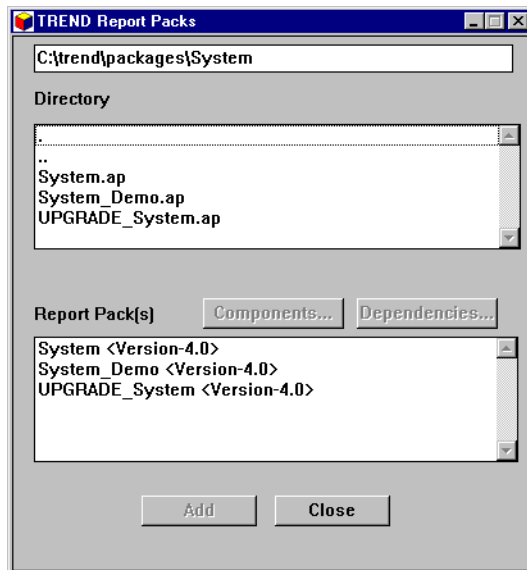 TREND Report Packs
C:\trend\packages\System
Directory
.
..
System.ap
System_Demo.ap
UPGRADE_System.ap
Report Pack(s) Components... Dependencies...
System <Version-4.0>
System_Demo <Version-4.0>
UPGRADE_System <Version-4.0>
Add Close